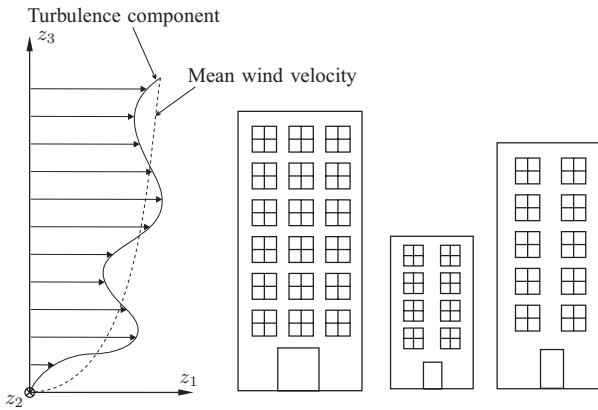 Turbulence component
z₃
Mean wind velocity
z₂
z₁